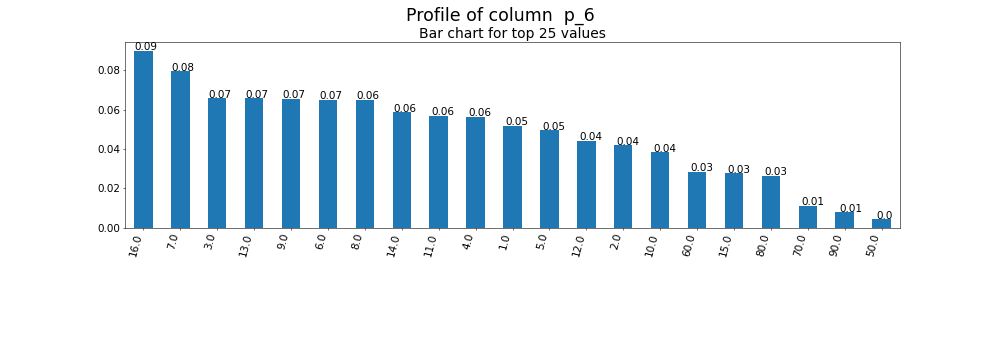 Profile of column  p_6
Bar chart for top 25 values
0.09 0.08 0.07 0.07 0.07 0.07 0.06 0.06 0.06 0.06 0.05 0.05 0.04 0.04 0.04 0.03 0.03 0.03 0.01 0.01 0.0
0.08
0.06
0.04
0.02
0.00
16.0 7.0 3.0 13.0 9.0 6.0 8.0 14.0 11.0 4.0 1.0 5.0 12.0 2.0 10.0 60.0 15.0 80.0 70.0 90.0 50.0